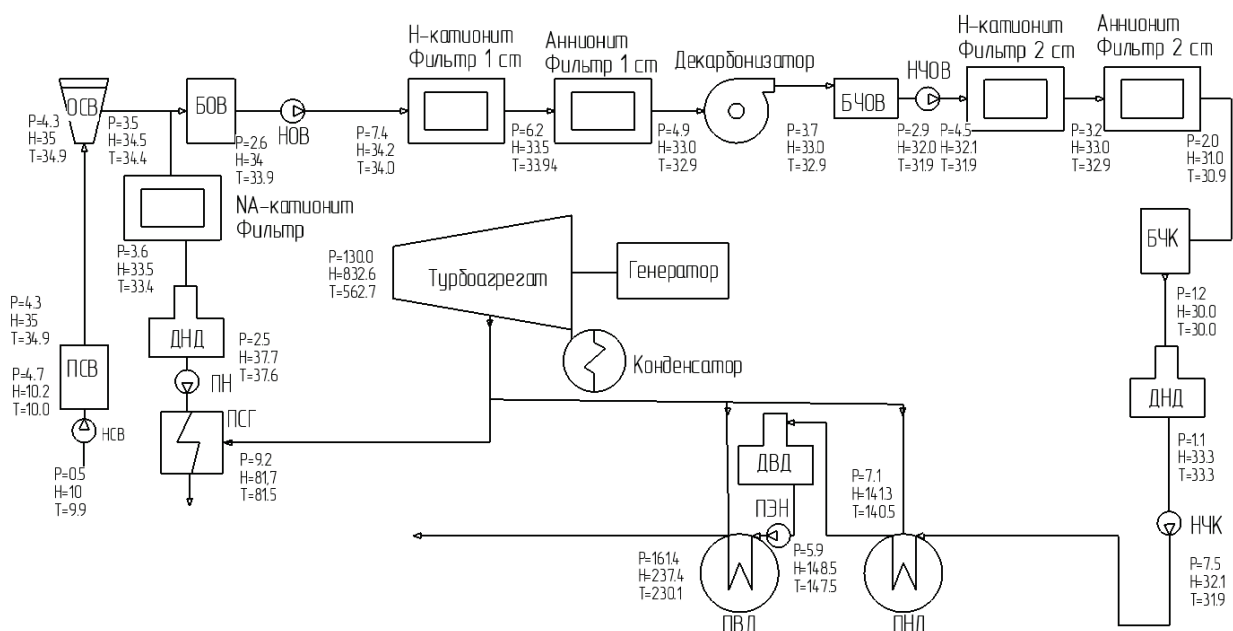 Н-катионит
Фильтр 1 ст
Аннионит
Фильтр 1 ст
Декарбонизатор
Н-катионит
Фильтр 2 ст
Аннионит
Фильтр 2 ст
ОСВ
БОВ
НОВ
БЧОВ
НЧОВ
P=4.3
H=35
T=34.9
P=3.5
H=34.5
T=34.4
P=2.6
H=34
T=33.9
P=7.4
H=34.2
T=34.0
P=6.2
H=33.5
T=33.94
P=4.9
H=33.0
T=32.9
P=3.7
H=33.0
T=32.9
P=2.9
H=32.0
T=31.9
P=4.5
H=32.1
T=31.9
P=3.2
H=33.0
T=32.9
P=2.0
H=31.0
T=30.9
NA-катионит
Фильтр
P=3.6
H=33.5
T=33.4
P=130.0
H=832.6
T=562.7
Турбоагрегат
Генератор
Конденсатор
БЧК
P=1.2
H=30.0
T=30.0
P=4.3
H=35
T=34.9
ПСВ
P=4.7
H=10.2
T=10.0
НСВ
P=0.5
H=10
T=9.9
ДНД
P=2.5
H=37.7
T=37.6
ПН
ПСГ
P=9.2
H=81,7
T=81.5
ДВД
ПЭН
P=7.1
H=141.3
T=140.5
ДНД
P=1.1
H=33.3
T=33.3
НЧК
P=161.4
H=237.4
T=230.1
P=5.9
H=148.5
T=147.5
P=7.5
H=32.1
T=31.9
ПВД
ПНД